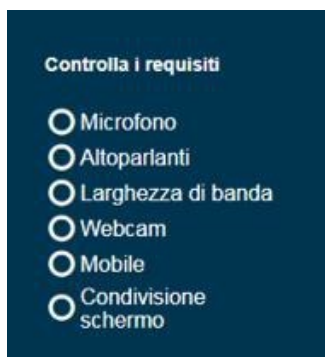 Controlla i requisiti
Microfono
Altoparlanti
Larghezza di banda
Webcam
Mobile
Condivisione
schermo